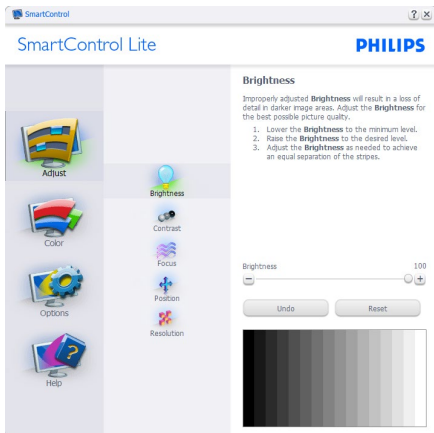 SmartControl
SmartControl Lite
PHILIPS
Adjust
Color
Options
Help
Brightness
Contrast
Focus
Position
Resolution
Brightness
Improperly adjusted Brightness will result in a loss of
detail in darker image areas. Adjust the Brightness for
the best possible picture quality.
1. Lower the Brightness to the minimum level.
2. Raise the Brightness to the desired level.
3. Adjust the Brightness as needed to achieve
an equal separation of the stripes.
Brightness 100
Undo Reset